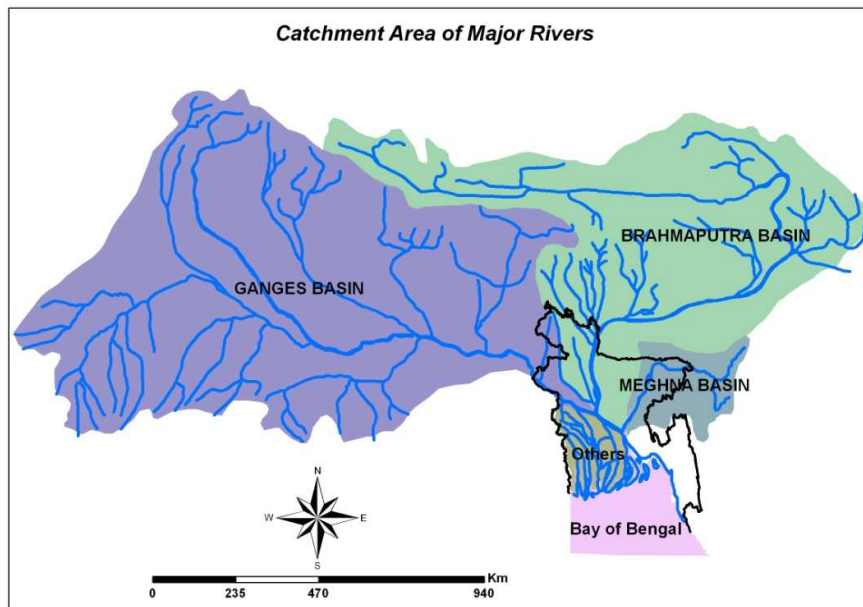 Catchment Area of Major Rivers
BRAHMAPUTRA BASIN
GANGES BASIN
MEGHNA BASIN
Others
Bay of Bengal
N
W E
S
Km
0 235 470 940